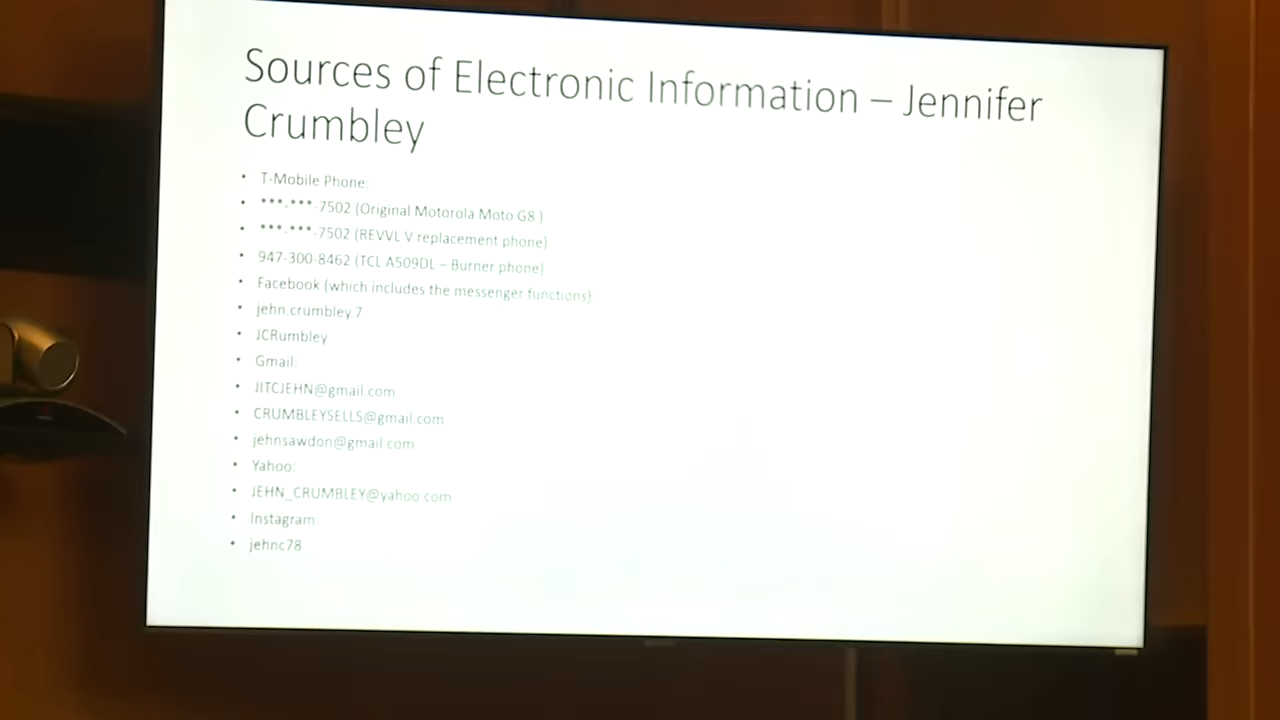 Sources of Electronic Information – Jennifer
Crumbley
• T-Mobile Phone:
• ***-***-7502 (Original Motorola Moto G8 )
• ***-***-7502 (REVVL V replacement phone)
• 947-300-8462 (TCL A509DL – Burner phone)
• Facebook (which includes the messenger functions)
• jehn.crumbley.7
• JCRumbley
• Gmail:
• JITCJEHN@gmail.com
• CRUMBLEYSELLS@gmail.com
• jehnsawdon@gmail.com
• Yahoo:
• JEHN_CRUMBLEY@yahoo.com
• Instagram:
• jehnc78